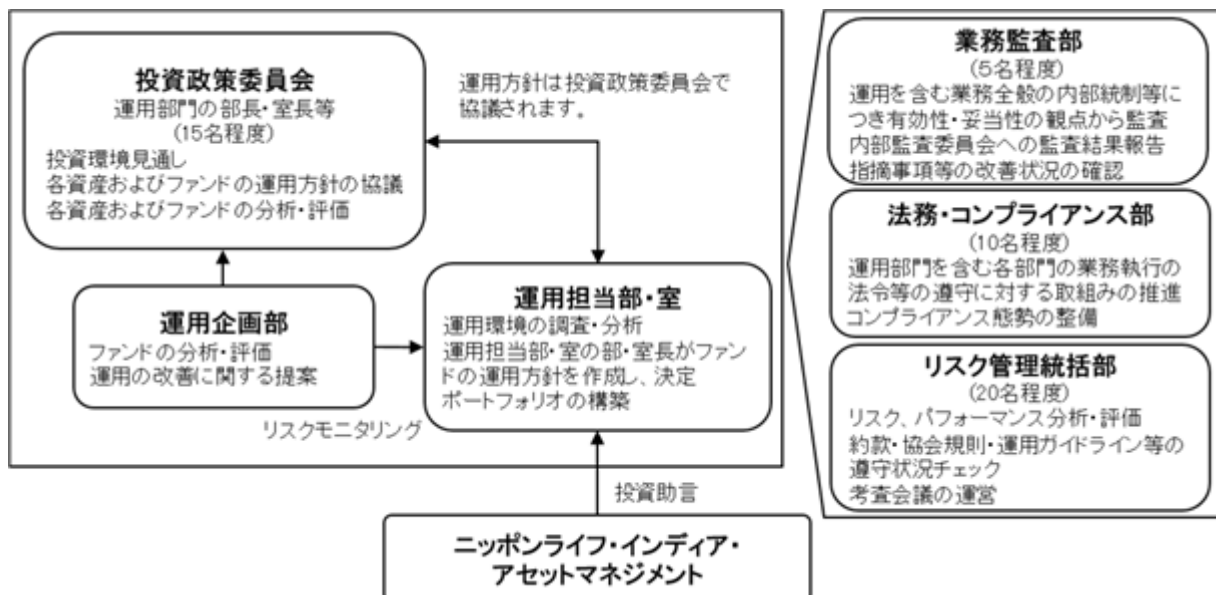 投資政策委員会
運用部門の部長・室長等
(15名程度)
投資環境見通し
各資産およびファンドの運用方針の協議
各資産およびファンドの分析・評価
運用方針は投資政策委員会で
協議されます。
運用企画部
ファンドの分析・評価
運用の改善に関する提案
運用担当部・室
運用環境の調査・分析
運用担当部・室の部・室長がファン
ドの運用方針を作成し、決定
ポートフォリオの構築
リスクモニタリング
投資助言
ニッポンライフ・インディア・
アセットマネジメント
業務監査部
(5名程度)
運用を含む業務全般の内部統制等に
つき有効性・妥当性の観点から監査
内部監査委員会への監査結果報告
指摘事項等の改善状況の確認
法務・コンプライアンス部
(10名程度)
運用部門を含む各部門の業務執行の
法令等の遵守に対する取組みの推進
コンプライアンス態勢の整備
リスク管理統括部
(20名程度)
リスク、パフォーマンス分析・評価
約款・協会規則・運用ガイドライン等の
遵守状況チェック
考査会議の運営